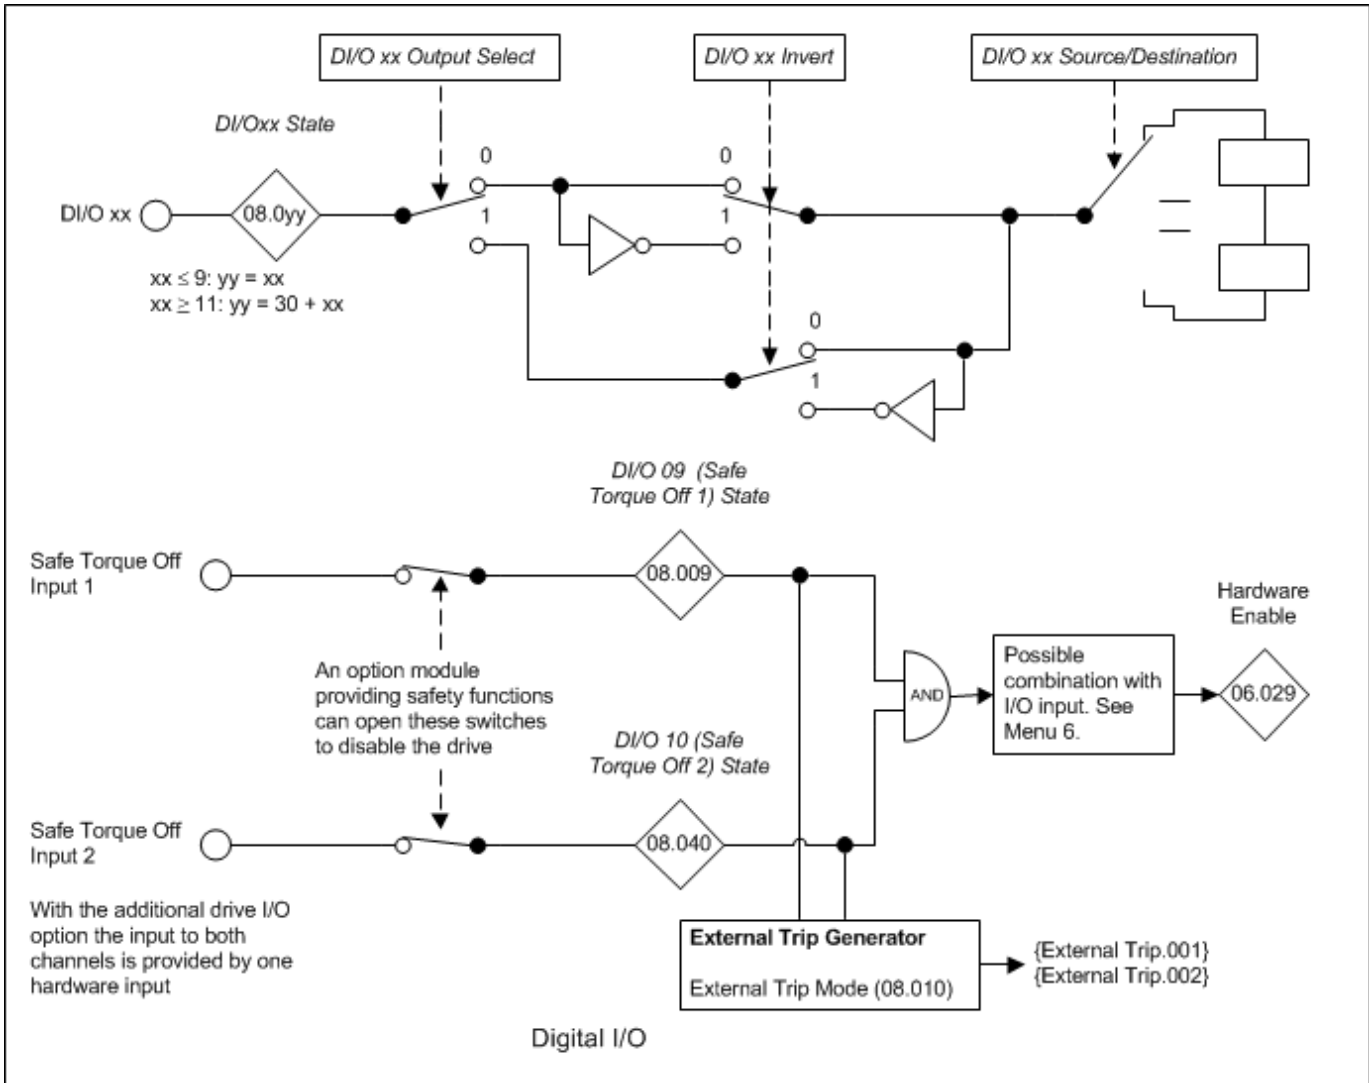 DI/O xx Output Select
DI/O xx Invert
DI/O xx Source/Destination
DI/Oxx State
0
0
DI/O xx
08.0yy
1
1
xx ≤ 9: yy = xx
xx ≥ 11: yy = 30 + xx
0
1
DI/O 09 (Safe
Torque Off 1) State
Safe Torque Off
Input 1
08.009
Hardware
Enable
An option module
providing safety functions
can open these switches
to disable the drive
AND
Possible
combination with
I/O input. See
Menu 6.
06.029
DI/O 10 (Safe
Torque Off 2) State
Safe Torque Off
Input 2
08.040
With the additional drive I/O
option the input to both
channels is provided by one
hardware input
External Trip Generator
External Trip Mode (08.010)
{External Trip.001}
{External Trip.002}
Digital I/O